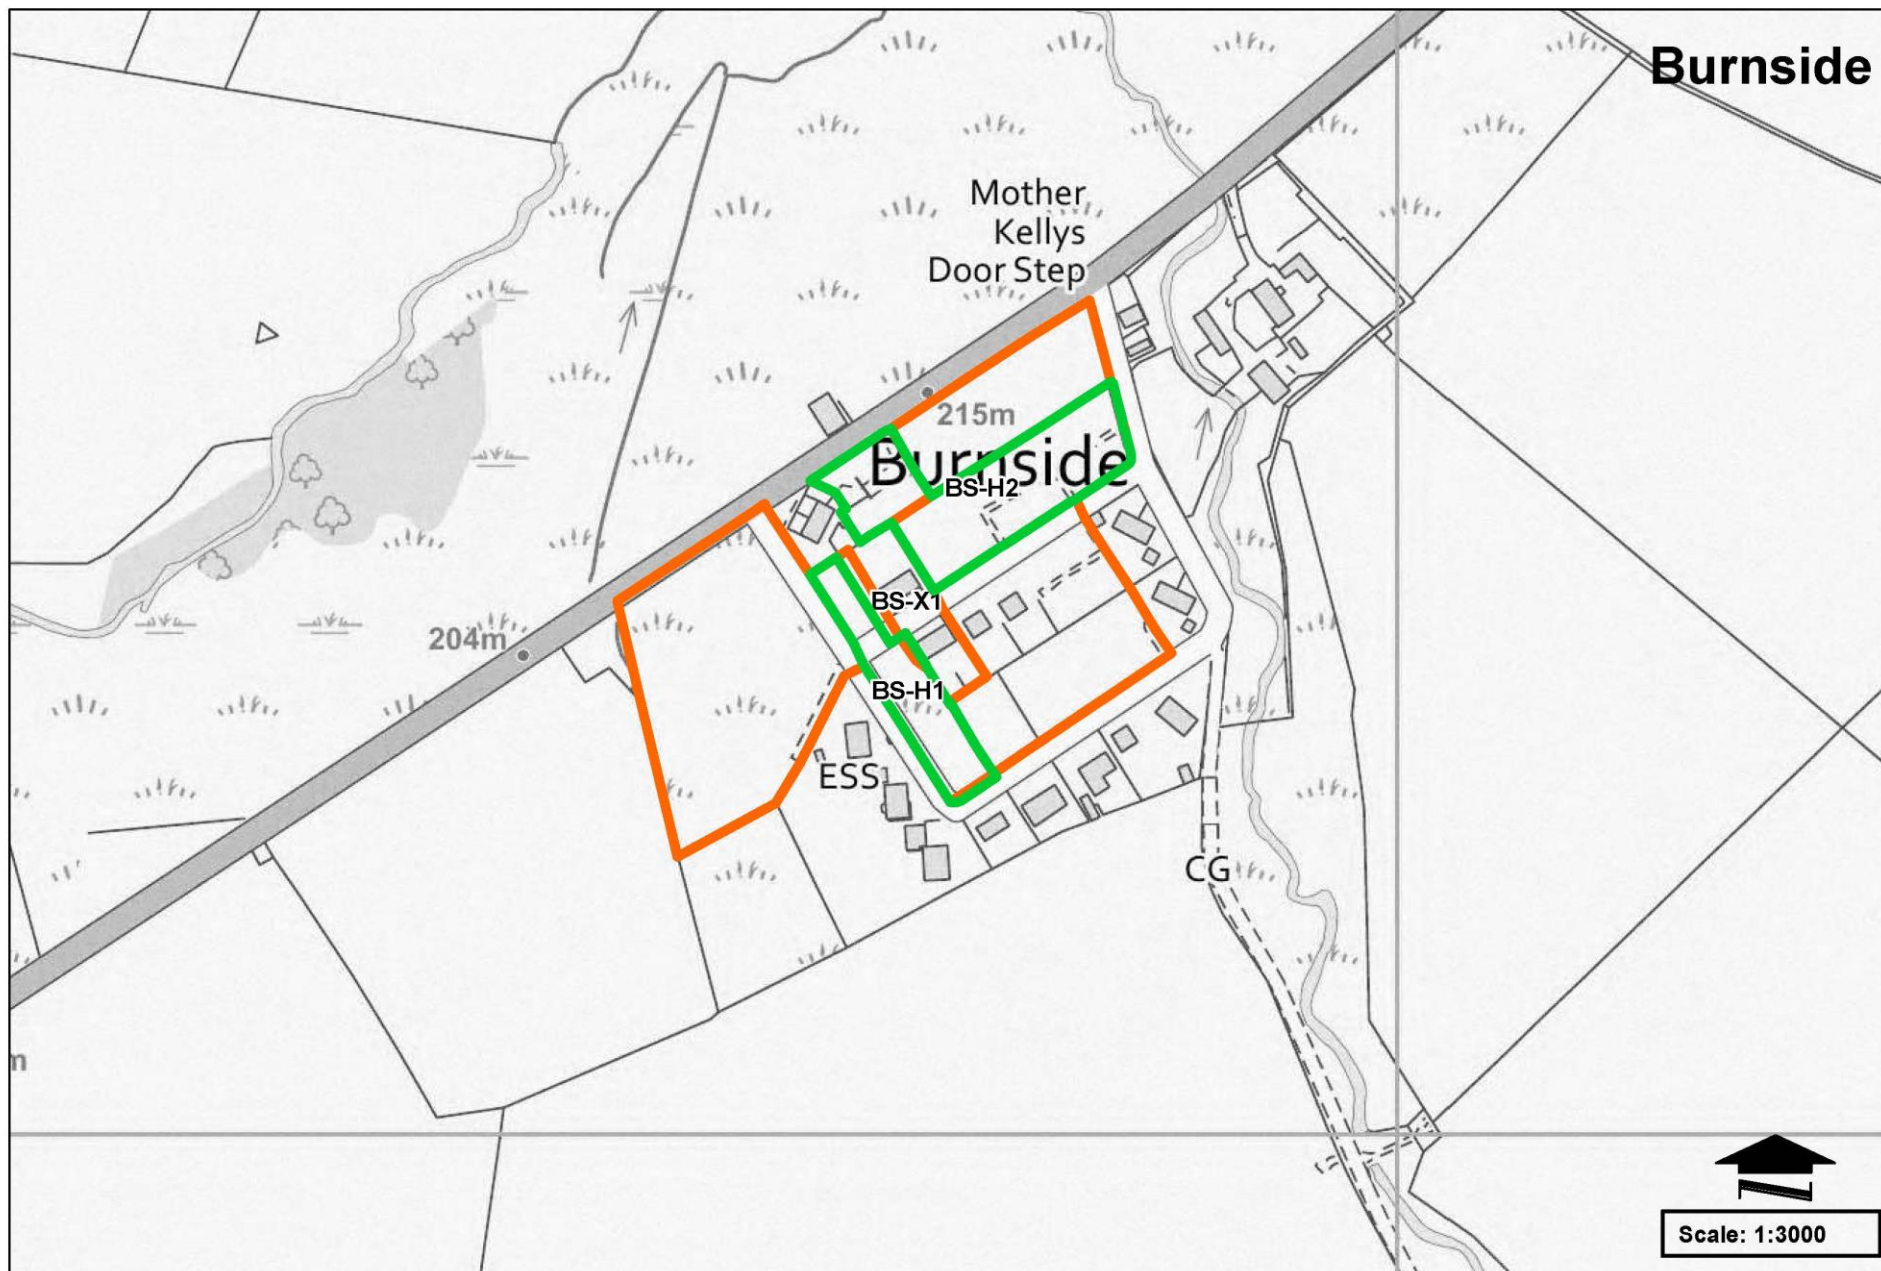 Burnside
Mother
Kellys
Door Step
215m
Burnside
BS-H2
BS-X1
204m
BS-H1
ESS
CG
m
Scale: 1:3000